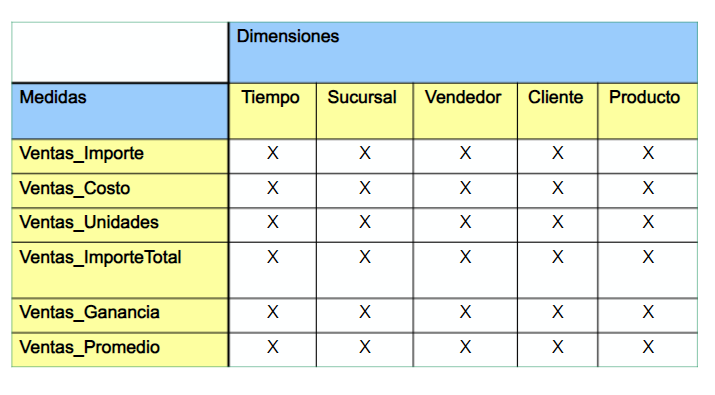 Dimensiones
Medidas Tiempo Sucursal Vendedor Cliente Producto
Ventas_Importe X X X X X
Ventas_Costo X X X X X
Ventas_Unidades X X X X X
Ventas_ImporteTotal X X X X X
Ventas_Ganancia X X X X X
Ventas_Promedio X X X X X